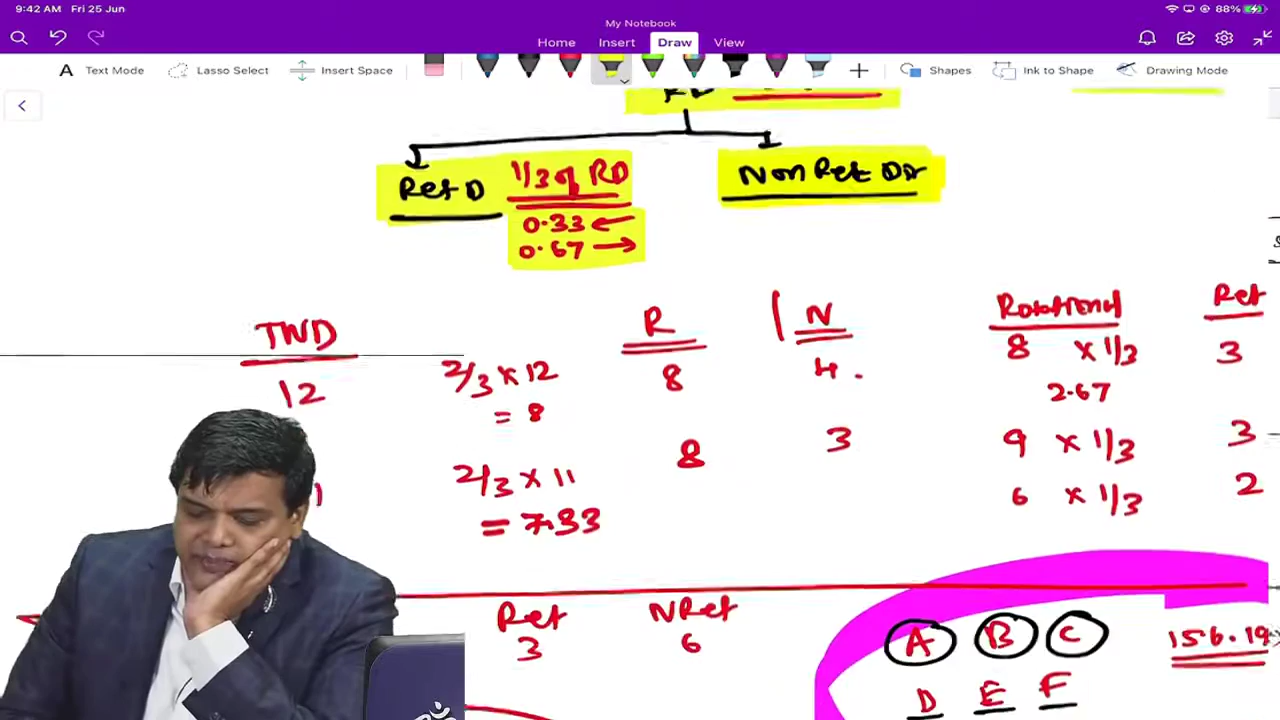 9:42 AM Fri 25 Jun
88%
My Notebook
Home Insert Draw View
A Text Mode Lasso Select Insert Space Shapes Ink to Shape Drawing Mode
RD
Ret D 1/3 of RD
0.33 ←
0.67 →
Non Ret Dr
TWD R N Rotational Ret
12 2/3 × 12 8 4 8 × 1/3 3
= 8 2.67
2/3 × 11 8 3 9 × 1/3 3
= 7.33 6 × 1/3 2
Ret NRet
3 6
A B C 156.19
D E F